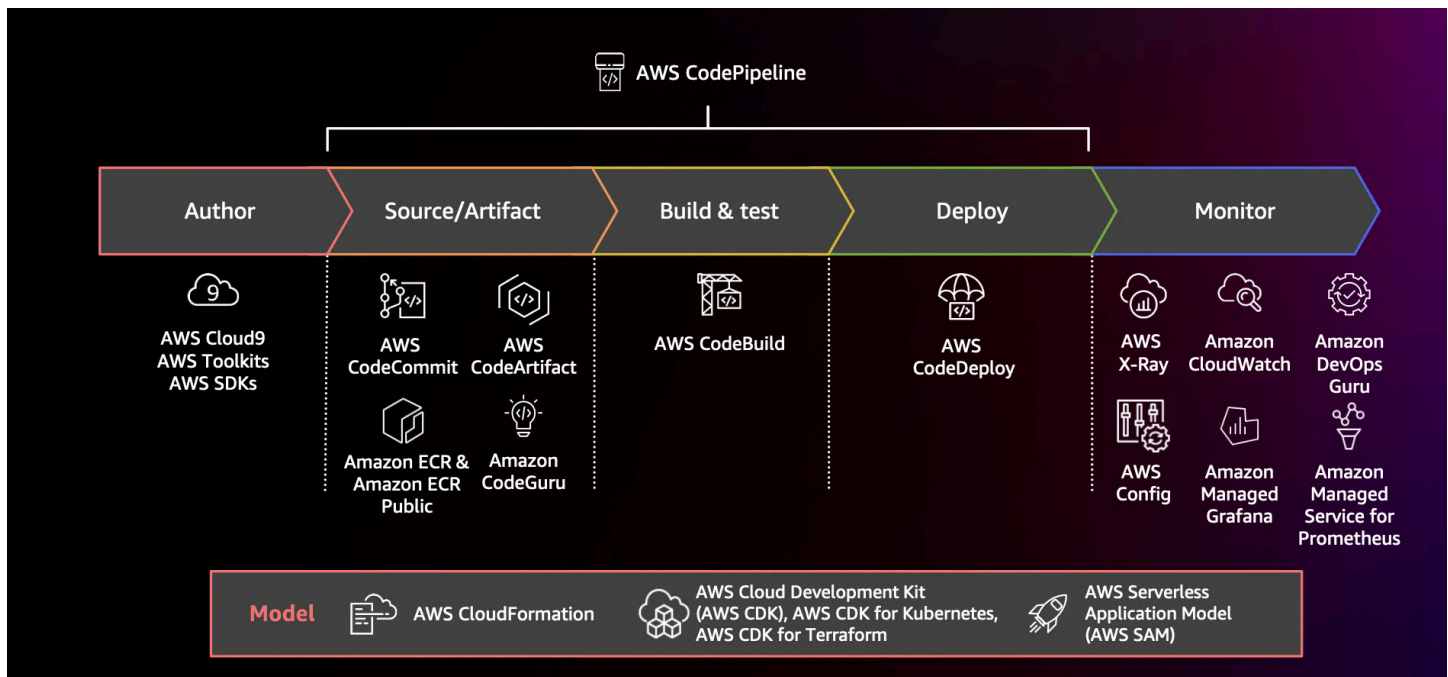 AWS CodePipeline
Author
Source/Artifact
Build & test
Deploy
Monitor
9
AWS Cloud9
AWS Toolkits
AWS SDKs
AWS
CodeCommit
AWS
CodeArtifact
Amazon ECR &
Amazon ECR
Public
Amazon
CodeGuru
AWS CodeBuild
AWS
CodeDeploy
AWS
X-Ray
Amazon
CloudWatch
Amazon
DevOps
Guru
AWS
Config
Amazon
Managed
Grafana
Amazon
Managed
Service for
Prometheus
Model
AWS CloudFormation
AWS Cloud Development Kit
(AWS CDK), AWS CDK for Kubernetes,
AWS CDK for Terraform
AWS Serverless
Application Model
(AWS SAM)